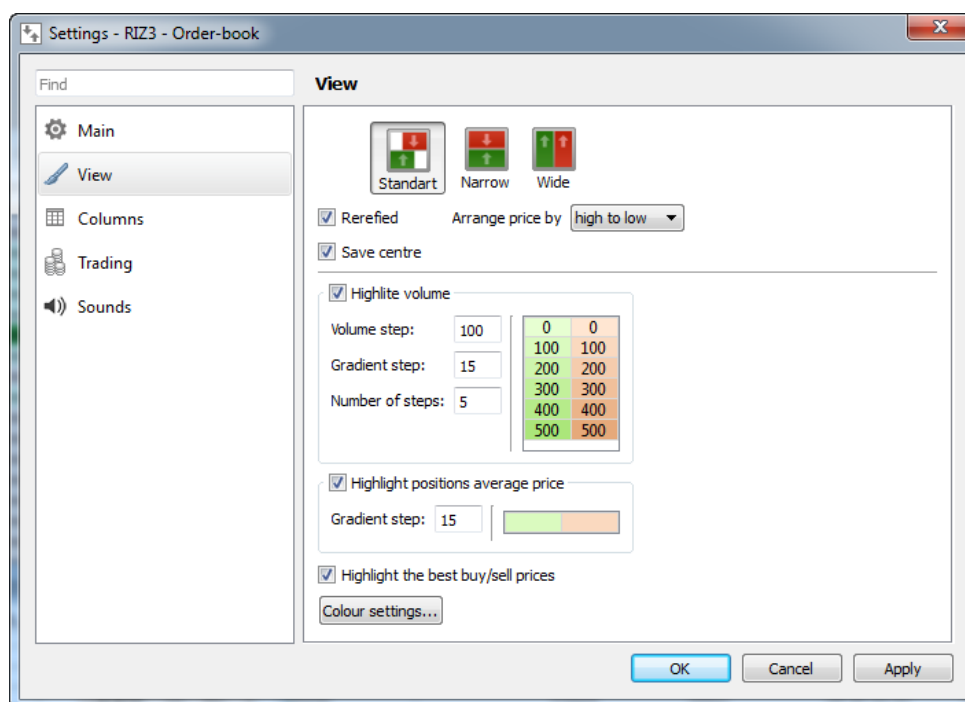 Settings - RIZ3 - Order-book
Find
View
Main
View
Columns
Trading
Sounds
Standart Narrow Wide
Rerefied Arrange price by high to low
Save centre
Highlite volume
Volume step: 100
Gradient step: 15
Number of steps: 5
0 0
100 100
200 200
300 300
400 400
500 500
Highlight positions average price
Gradient step: 15
Highlight the best buy/sell prices
Colour settings...
OK Cancel Apply